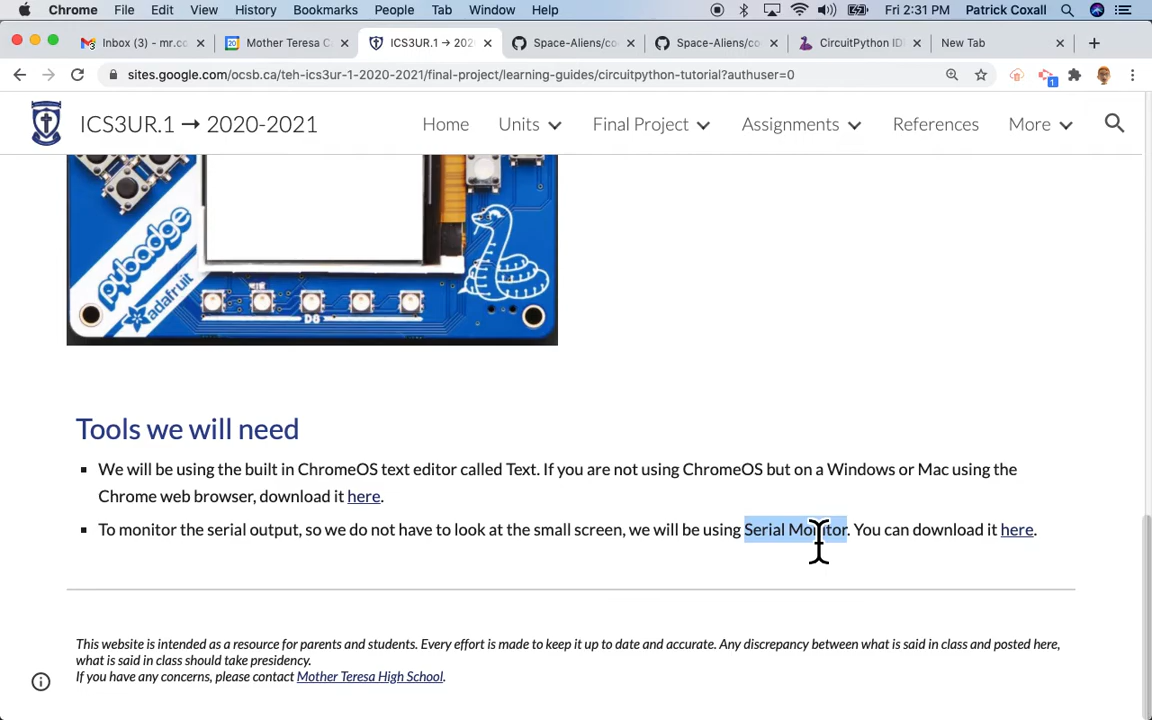 Chrome File Edit View History Bookmarks People Tab Window Help Fri 2:31 PM Patrick Coxall
Inbox (3) - mr.co Mother Teresa C ICS3UR.1 → 202 Space-Aliens/co Space-Aliens/co CircuitPython ID New Tab
sites.google.com/ocsb.ca/teh-ics3ur-1-2020-2021/final-project/learning-guides/circuitpython-tutorial?authuser=0
ICS3UR.1 → 2020-2021 Home Units Final Project Assignments References More
pybadge
adafruit
D8
Tools we will need
▪ We will be using the built in ChromeOS text editor called Text. If you are not using ChromeOS but on a Windows or Mac using the
Chrome web browser, download it here.
▪ To monitor the serial output, so we do not have to look at the small screen, we will be using Serial Monitor. You can download it here.
This website is intended as a resource for parents and students. Every effort is made to keep it up to date and accurate. Any discrepancy between what is said in class and posted here,
what is said in class should take presidency.
If you have any concerns, please contact Mother Teresa High School.